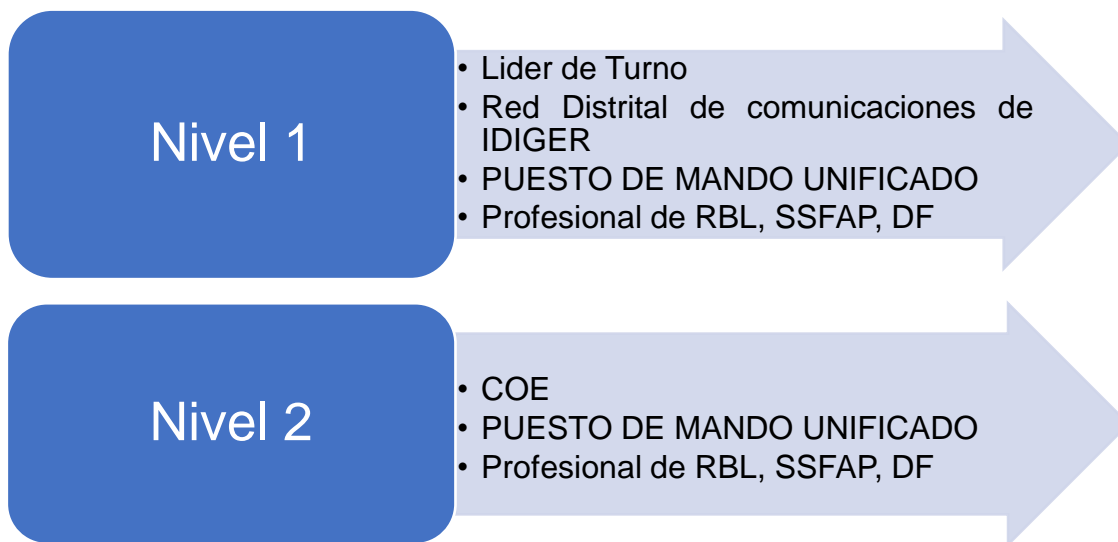 Nivel 1
• Lider de Turno
• Red Distrital de comunicaciones de
IDIGER
• PUESTO DE MANDO UNIFICADO
• Profesional de RBL, SSFAP, DF
Nivel 2
• COE
• PUESTO DE MANDO UNIFICADO
• Profesional de RBL, SSFAP, DF